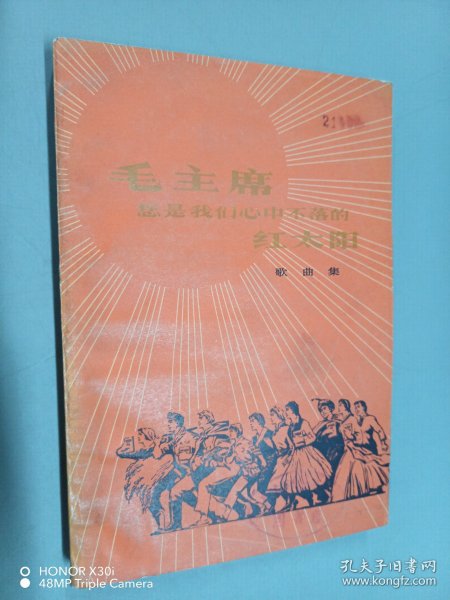 毛主席
您是我们心中不落的
红太阳
歌曲集
HONOR X30i
48MP Triple Camera
孔夫子旧书网
www.kongfz.com